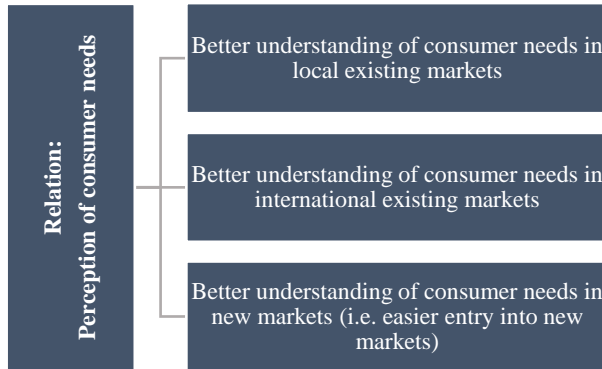 Relation:
Perception of consumer needs
Better understanding of consumer needs in
local existing markets
Better understanding of consumer needs in
international existing markets
Better understanding of consumer needs in
new markets (i.e. easier entry into new
markets)